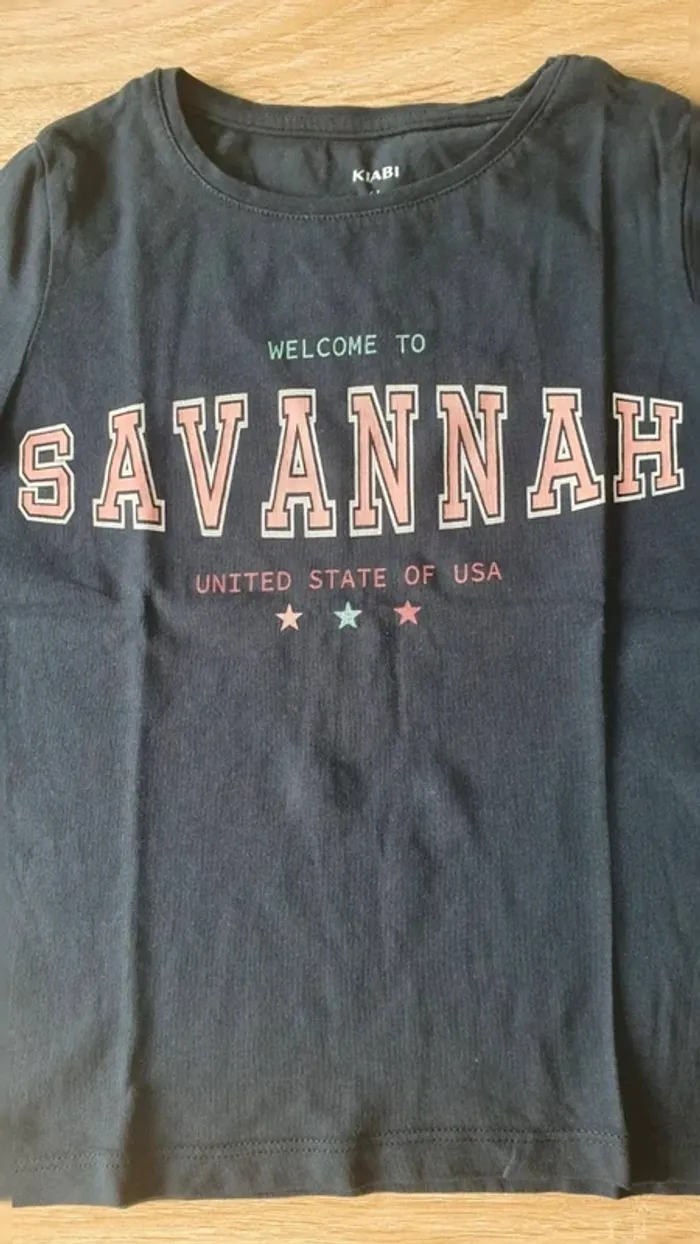 KIABI
WELCOME TO
SAVANNAH
UNITED STATE OF USA